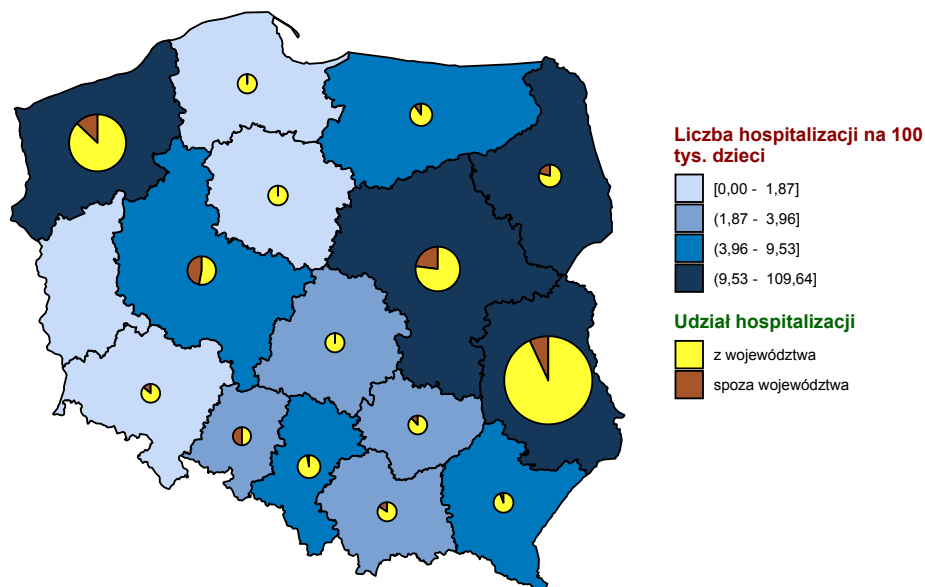 Liczba hospitalizacji na 100
tys. dzieci
[0,00 - 1,87]
(1,87 - 3,96]
(3,96 - 9,53]
(9,53 - 109,64]
Udział hospitalizacji
z województwa
spoza województwa